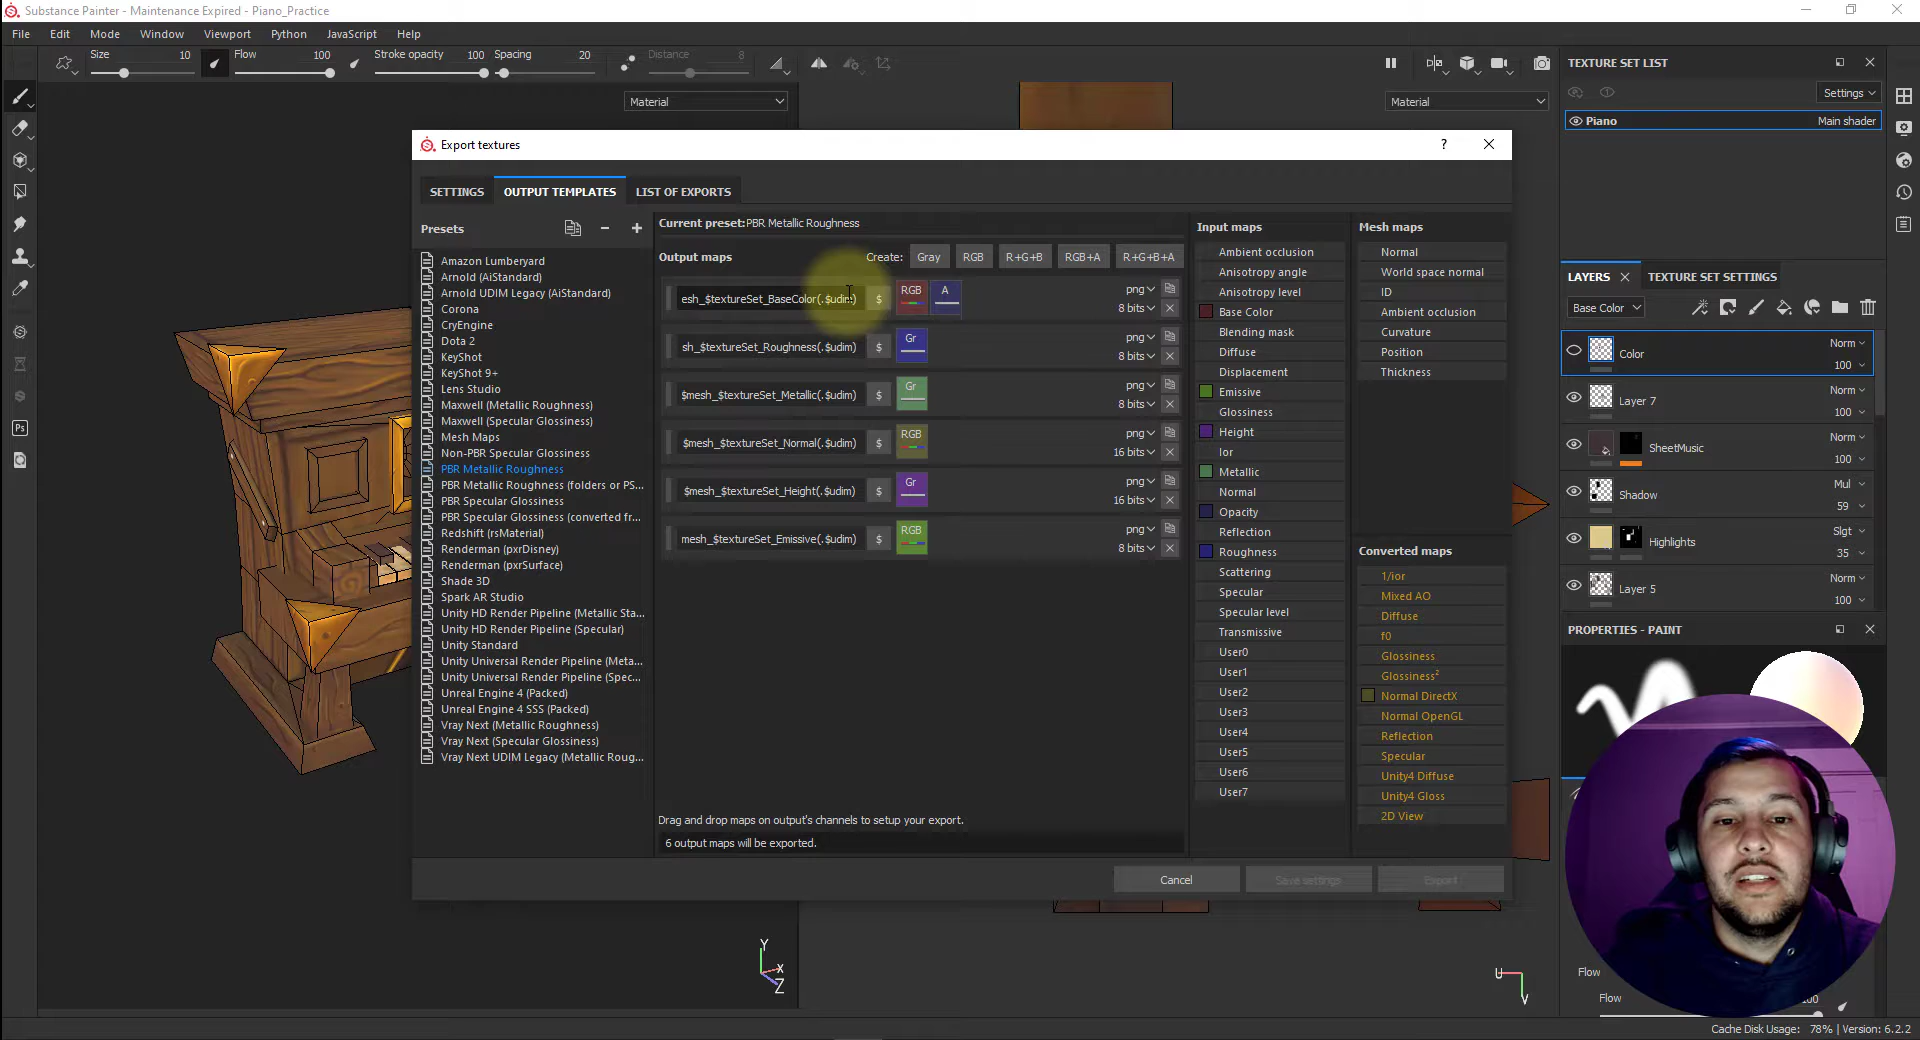 Substance Painter - Maintenance Expired - Piano_Practice
File Edit Mode Window Viewport Python JavaScript Help
Size 10 Flow 100 Stroke opacity 100 Spacing 20 Distance 8
Material
Material
TEXTURE SET LIST
Settings
Piano Main shader
Export textures
?
SETTINGS OUTPUT TEMPLATES LIST OF EXPORTS
Presets
Amazon Lumberyard
Arnold (AiStandard)
Arnold UDIM Legacy (AiStandard)
Corona
CryEngine
Dota 2
KeyShot
KeyShot 9+
Lens Studio
Maxwell (Metallic Roughness)
Maxwell (Specular Glossiness)
Mesh Maps
Non-PBR Specular Glossiness
PBR Metallic Roughness
PBR Metallic Roughness (folders or PS...
PBR Specular Glossiness
PBR Specular Glossiness (converted fr...
Redshift (rsMaterial)
Renderman (pxrDisney)
Renderman (pxrSurface)
Shade 3D
Spark AR Studio
Unity HD Render Pipeline (Metallic Sta...
Unity HD Render Pipeline (Specular)
Unity Standard
Unity Universal Render Pipeline (Meta...
Unity Universal Render Pipeline (Spec...
Unreal Engine 4 (Packed)
Unreal Engine 4 SSS (Packed)
Vray Next (Metallic Roughness)
Vray Next (Specular Glossiness)
Vray Next UDIM Legacy (Metallic Roug...
Current preset:PBR Metallic Roughness
Output maps Create: Gray RGB R+G+B RGB+A R+G+B+A
esh_$textureSet_BaseColor(.$udim) $ RGB A png
8 bits
sh_$textureSet_Roughness(.$udim) $ Gr png
8 bits
$mesh_$textureSet_Metallic(.$udim) $ Gr png
8 bits
$mesh_$textureSet_Normal(.$udim) $ RGB png
16 bits
$mesh_$textureSet_Height(.$udim) $ Gr png
16 bits
mesh_$textureSet_Emissive(.$udim) $ RGB png
8 bits
Drag and drop maps on output's channels to setup your export.
6 output maps will be exported.
Input maps
Ambient occlusion
Anisotropy angle
Anisotropy level
Base Color
Blending mask
Diffuse
Displacement
Emissive
Glossiness
Height
Ior
Metallic
Normal
Opacity
Reflection
Roughness
Scattering
Specular
Specular level
Transmissive
User0
User1
User2
User3
User4
User5
User6
User7
Mesh maps
Normal
World space normal
ID
Ambient occlusion
Curvature
Position
Thickness
Converted maps
1/ior
Mixed AO
Diffuse
f0
Glossiness
Glossiness²
Normal DirectX
Normal OpenGL
Reflection
Specular
Unity4 Diffuse
Unity4 Gloss
2D View
Cancel Save settings Export
LAYERS TEXTURE SET SETTINGS
Base Color
Color Norm
100
Layer 7 Norm
100
SheetMusic Norm
100
Shadow Mul
59
Highlights Slgt
35
Layer 5 Norm
100
PROPERTIES - PAINT
Ps
Y
X
Z
U
V
Flow
Flow 100
Cache Disk Usage: 78% | Version: 6.2.2